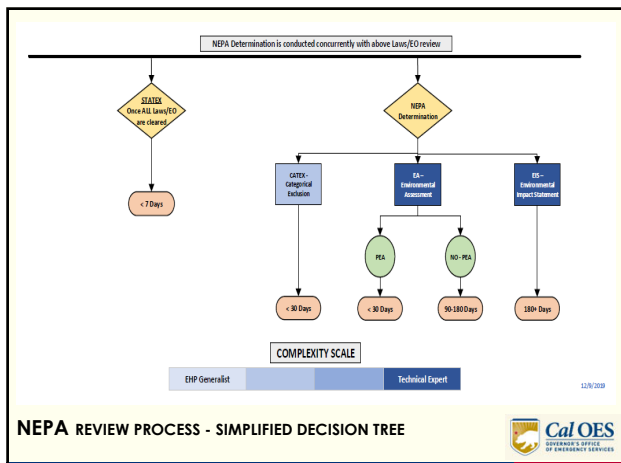 NEPA Determination is conducted concurrently with above Laws/EO review
STATEX
Once ALL Laws/EO
are cleared
NEPA
Determination
CATEX -
Categorical
Exclusion
EA –
Environmental
Assessment
EIS – Environmental
Impact Statement
< 7 Days
PEA
NO - PEA
< 30 Days
< 30 Days
90-180 Days
180+ Days
COMPLEXITY SCALE
EHP Generalist
Technical Expert
12/9/2019
NEPA REVIEW PROCESS - SIMPLIFIED DECISION TREE
Cal OES
GOVERNOR'S OFFICE
OF EMERGENCY SERVICES